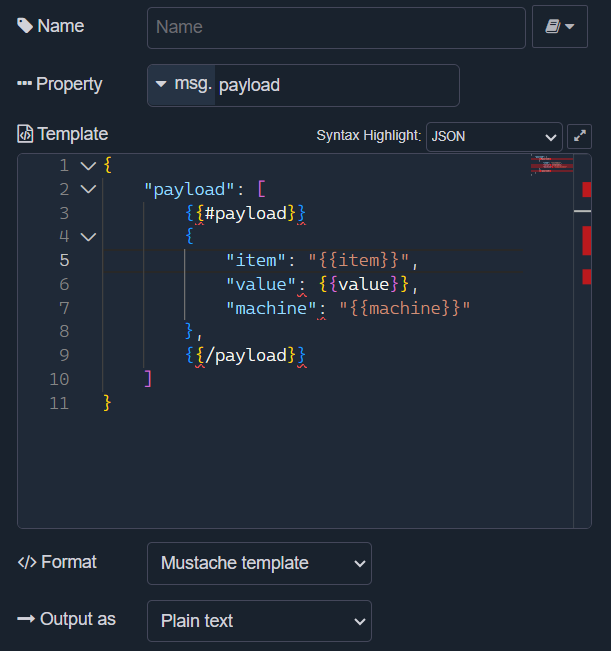 Name
Name
Property
msg.
payload
Template
Syntax Highlight:
JSON
1 {
2 "payload": [
3 {{#payload}}
4 {
5 "item": "{{item}}",
6 "value": {{value}},
7 "machine": "{{machine}}"
8 },
9 {{/payload}}
10 ]
11 }
Format
Mustache template
Output as
Plain text